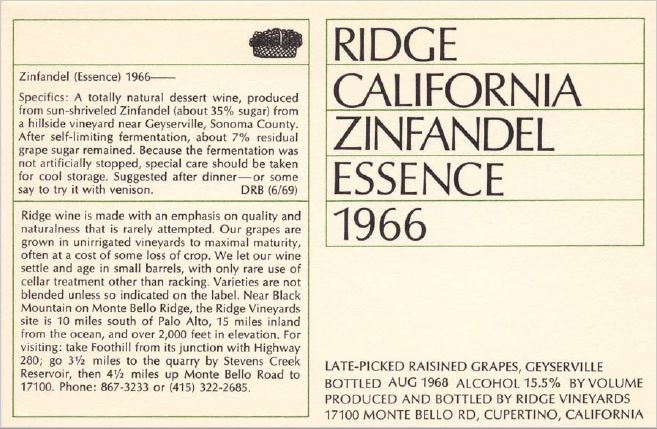 Zinfandel (Essence) 1966——
Specifics: A totally natural dessert wine, produced
from sun-shriveled Zinfandel (about 35% sugar) from
a hillside vineyard near Geyserville, Sonoma County.
After self-limiting fermentation, about 7% residual
grape sugar remained. Because the fermentation was
not artificially stopped, special care should be taken
for cool storage. Suggested after dinner—or some
say to try it with venison. DRB (6/69)
Ridge wine is made with an emphasis on quality and
naturalness that is rarely attempted. Our grapes are
grown in unirrigated vineyards to maximal maturity,
often at a cost of some loss of crop. We let our wine
settle and age in small barrels, with only rare use of
cellar treatment other than racking. Varieties are not
blended unless so indicated on the label. Near Black
Mountain on Monte Bello Ridge, the Ridge Vineyards
site is 10 miles south of Palo Alto, 15 miles inland
from the ocean, and over 2,000 feet in elevation. For
visiting: take Foothill from its junction with Highway
280; go 3½ miles to the quarry by Stevens Creek
Reservoir, then 4½ miles up Monte Bello Road to
17100. Phone: 867-3233 or (415) 322-2685.
RIDGE
CALIFORNIA
ZINFANDEL
ESSENCE
1966
LATE-PICKED RAISINED GRAPES, GEYSERVILLE
BOTTLED AUG 1968 ALCOHOL 15.5% BY VOLUME
PRODUCED AND BOTTLED BY RIDGE VINEYARDS
17100 MONTE BELLO RD, CUPERTINO, CALIFORNIA